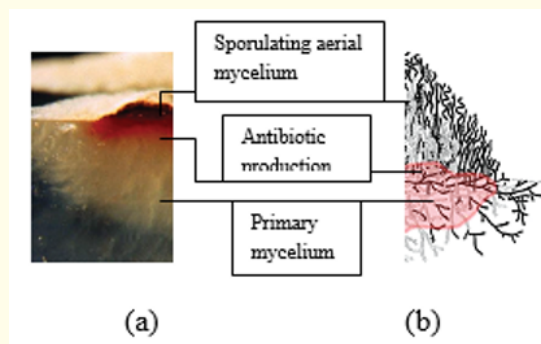 Sporulating aerial
mycelium
Antibiotic
production
Primary
mycelium
(a)
(b)